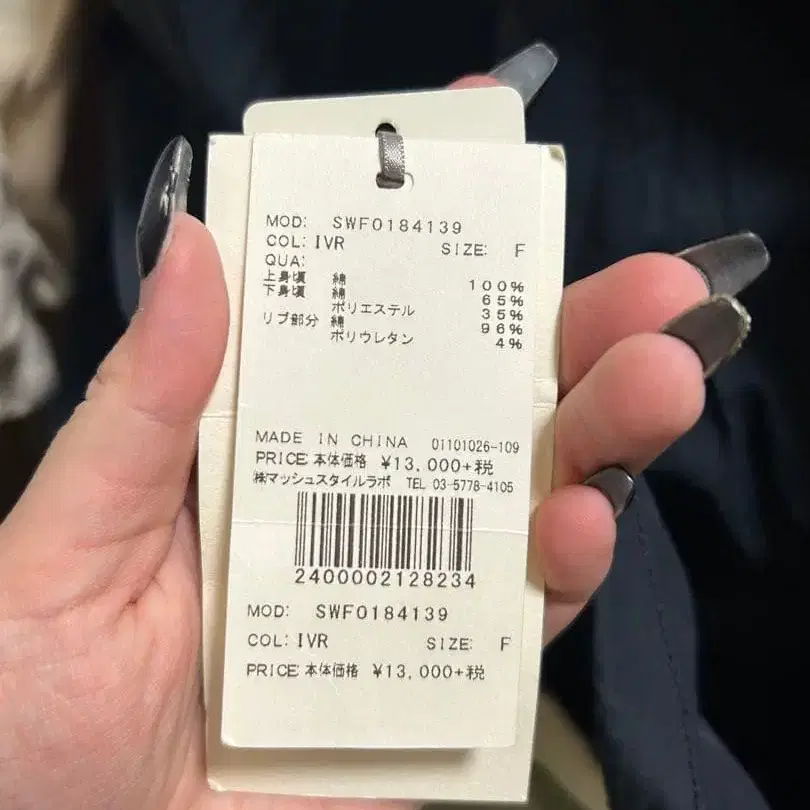 MOD: SWF0184139
COL: IVR SIZE: F
QUA:
上身頃 綿 100%
下身頃 綿 65%
ポリエステル 35%
リブ部分 綿 96%
ポリウレタン 4%
MADE IN CHINA 01101026-109
PRICE:本体価格 ¥13,000+税
㈱マッシュスタイルラボ TEL 03-5778-4105
2400002128234
MOD: SWF0184139
COL: IVR SIZE: F
PRICE:本体価格 ¥13,000+税